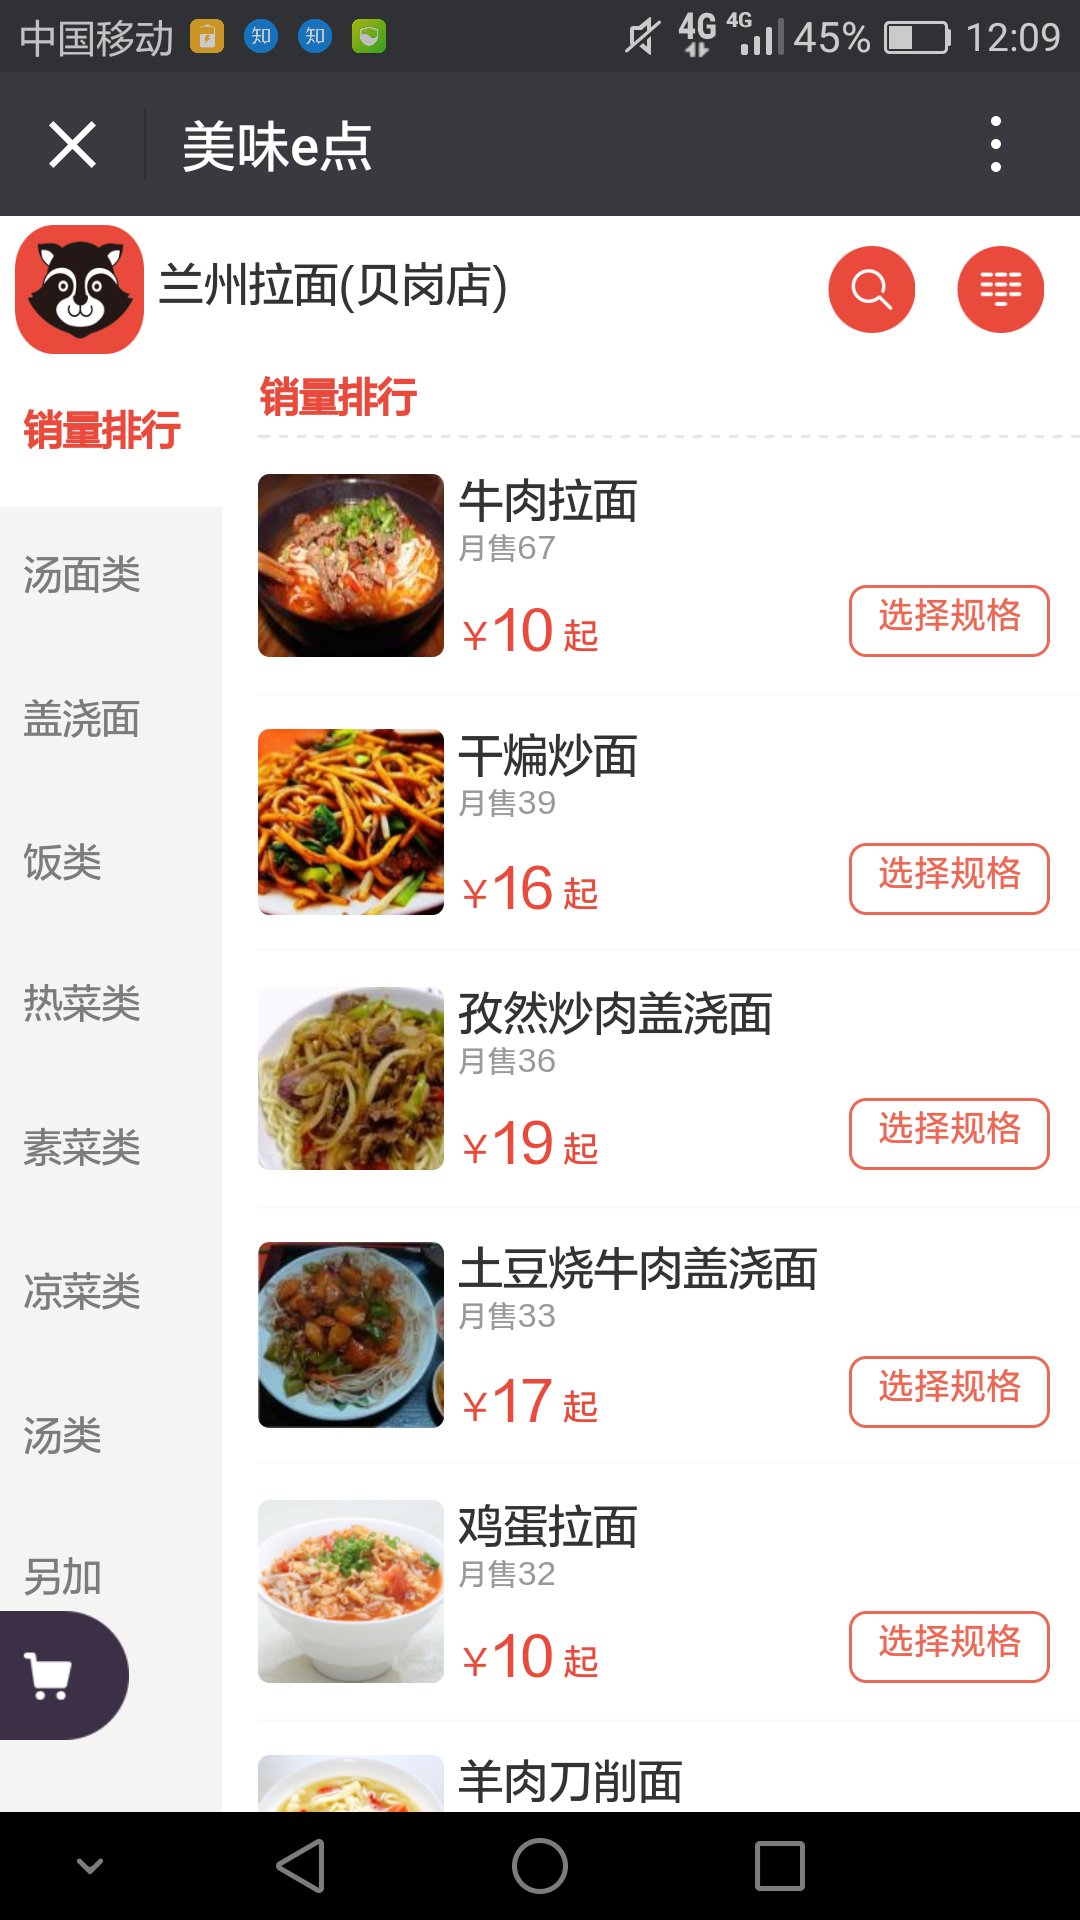 中国移动 知 知 4G 4G 45% 12:09
美味e点
兰州拉面(贝岗店)
销量排行
销量排行
汤面类
盖浇面
饭类
热菜类
素菜类
凉菜类
汤类
另加
牛肉拉面
月售67
¥10 起 选择规格
干煸炒面
月售39
¥16 起 选择规格
孜然炒肉盖浇面
月售36
¥19 起 选择规格
土豆烧牛肉盖浇面
月售33
¥17 起 选择规格
鸡蛋拉面
月售32
¥10 起 选择规格
羊肉刀削面